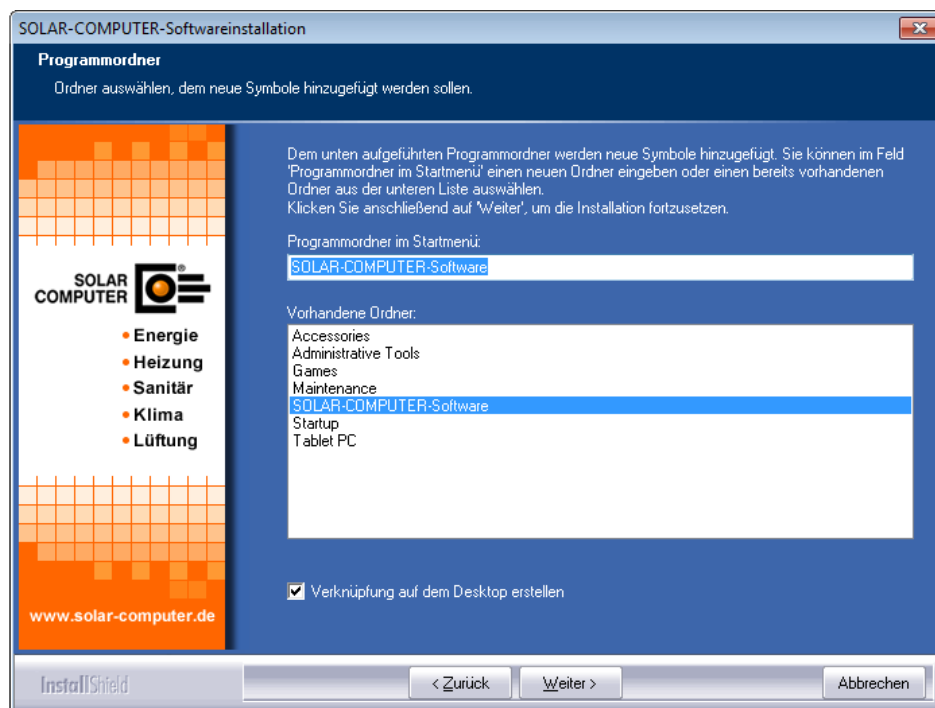 SOLAR-COMPUTER-Softwareinstallation
Programmordner
Ordner auswählen, dem neue Symbole hinzugefügt werden sollen.
Dem unten aufgeführten Programmordner werden neue Symbole hinzugefügt. Sie können im Feld
'Programmordner im Startmenü' einen neuen Ordner eingeben oder einen bereits vorhandenen
Ordner aus der unteren Liste auswählen.
Klicken Sie anschließend auf 'Weiter', um die Installation fortzusetzen.
Programmordner im Startmenü:
SOLAR-COMPUTER-Software
Vorhandene Ordner:
Accessories
Administrative Tools
Games
Maintenance
SOLAR-COMPUTER-Software
Startup
Tablet PC
Verknüpfung auf dem Desktop erstellen
SOLAR
COMPUTER
®
• Energie
• Heizung
• Sanitär
• Klima
• Lüftung
www.solar-computer.de
InstallShield
< Zurück
Weiter >
Abbrechen